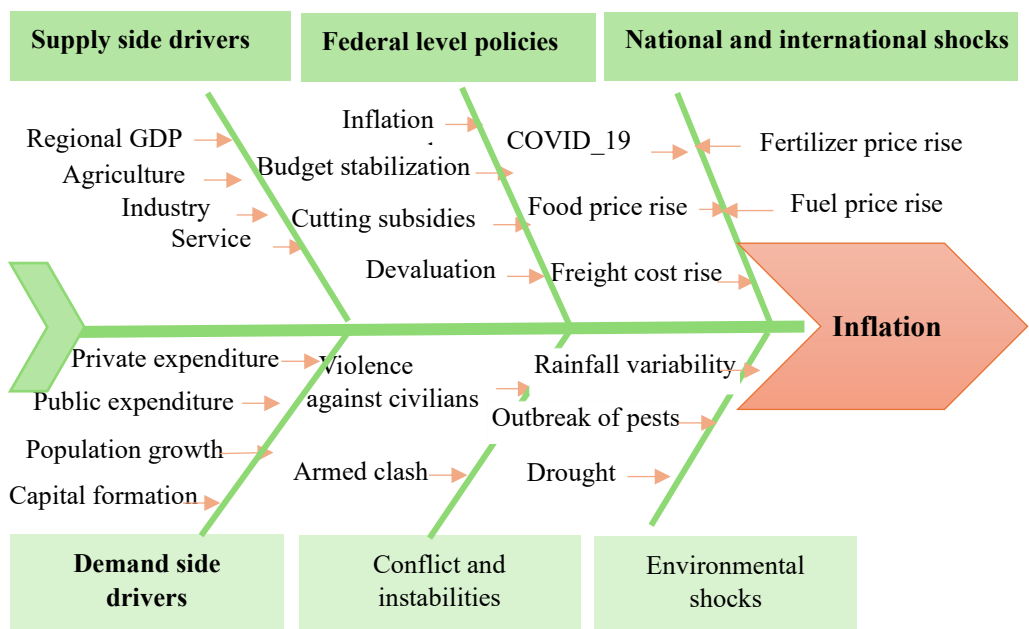 Supply side drivers
Federal level policies
National and international shocks
Regional GDP
Agriculture
Industry
Service
Inflation
Budget stabilization
Cutting subsidies
Devaluation
COVID_19
Food price rise
Freight cost rise
Fertilizer price rise
Fuel price rise
Inflation
Private expenditure
Public expenditure
Population growth
Capital formation
Violence
against civilians
Armed clash
Rainfall variability
Outbreak of pests
Drought
Demand side
drivers
Conflict and
instabilities
Environmental
shocks